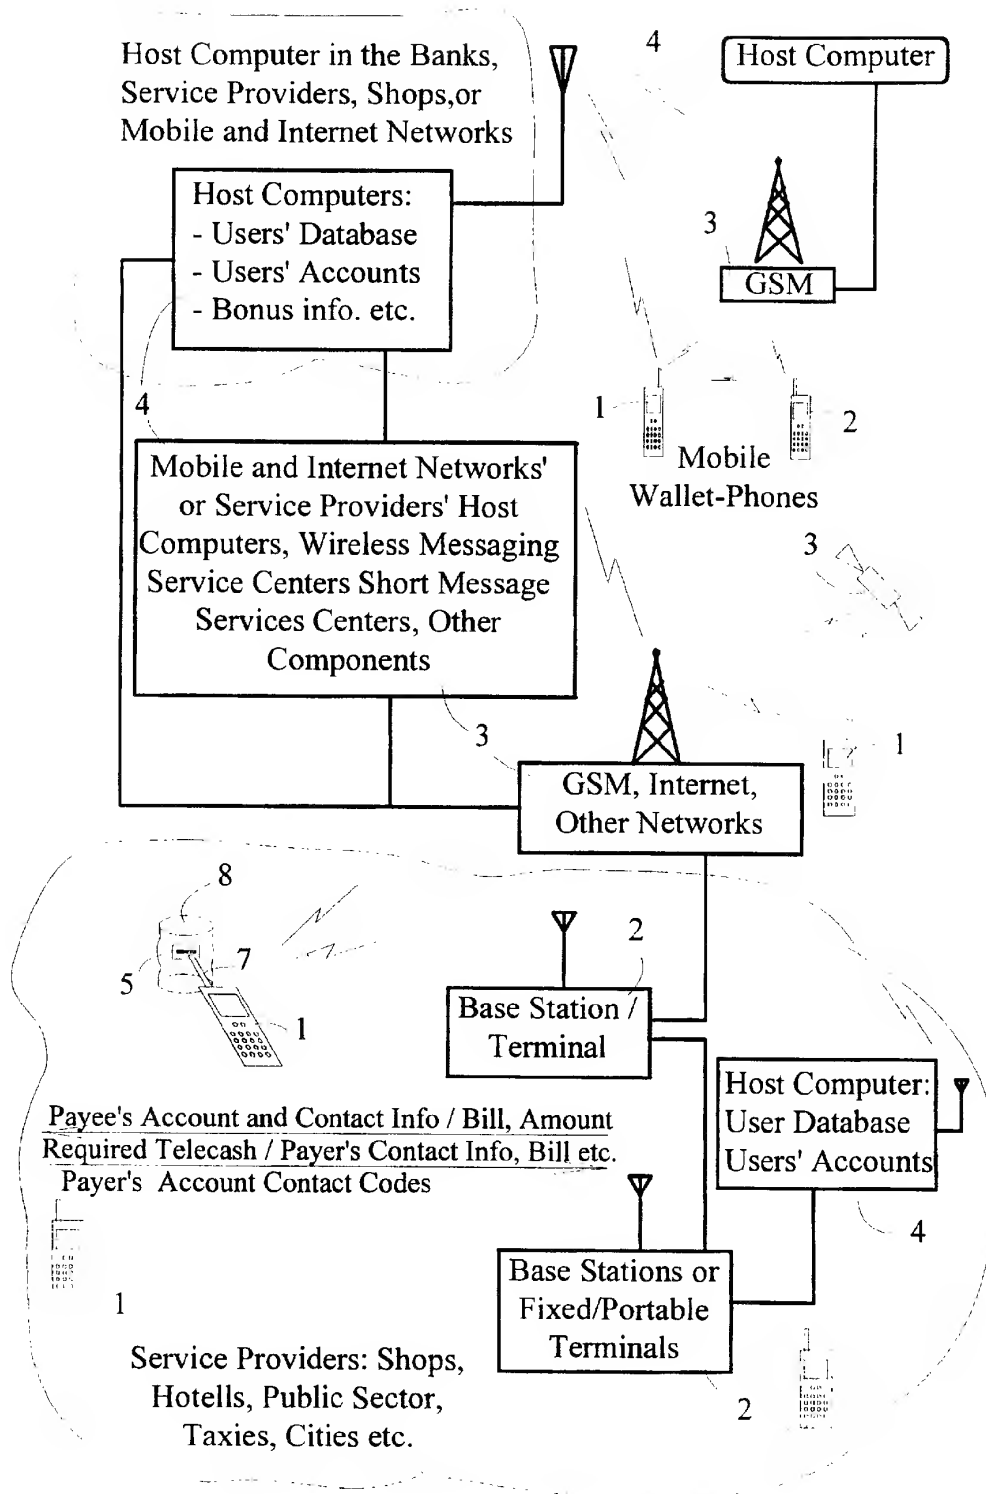 Host Computer in the Banks,
Service Providers, Shops,or
Mobile and Internet Networks
4
Host Computer
Host Computers:
- Users' Database
- Users' Accounts
- Bonus info. etc.
3
GSM
4
1
2
Mobile
Wallet-Phones
Mobile and Internet Networks'
or Service Providers' Host
Computers, Wireless Messaging
Service Centers Short Message
Services Centers, Other
Components
3
3
1
GSM, Internet,
Other Networks
8
5
7
1
2
Base Station /
Terminal
Host Computer:
User Database
Users' Accounts
4
Payee's Account and Contact Info / Bill, Amount
Required Telecash / Payer's Contact Info, Bill etc.
Payer's Account Contact Codes
1
Base Stations or
Fixed/Portable
Terminals
2
Service Providers: Shops,
Hotells, Public Sector,
Taxies, Cities etc.